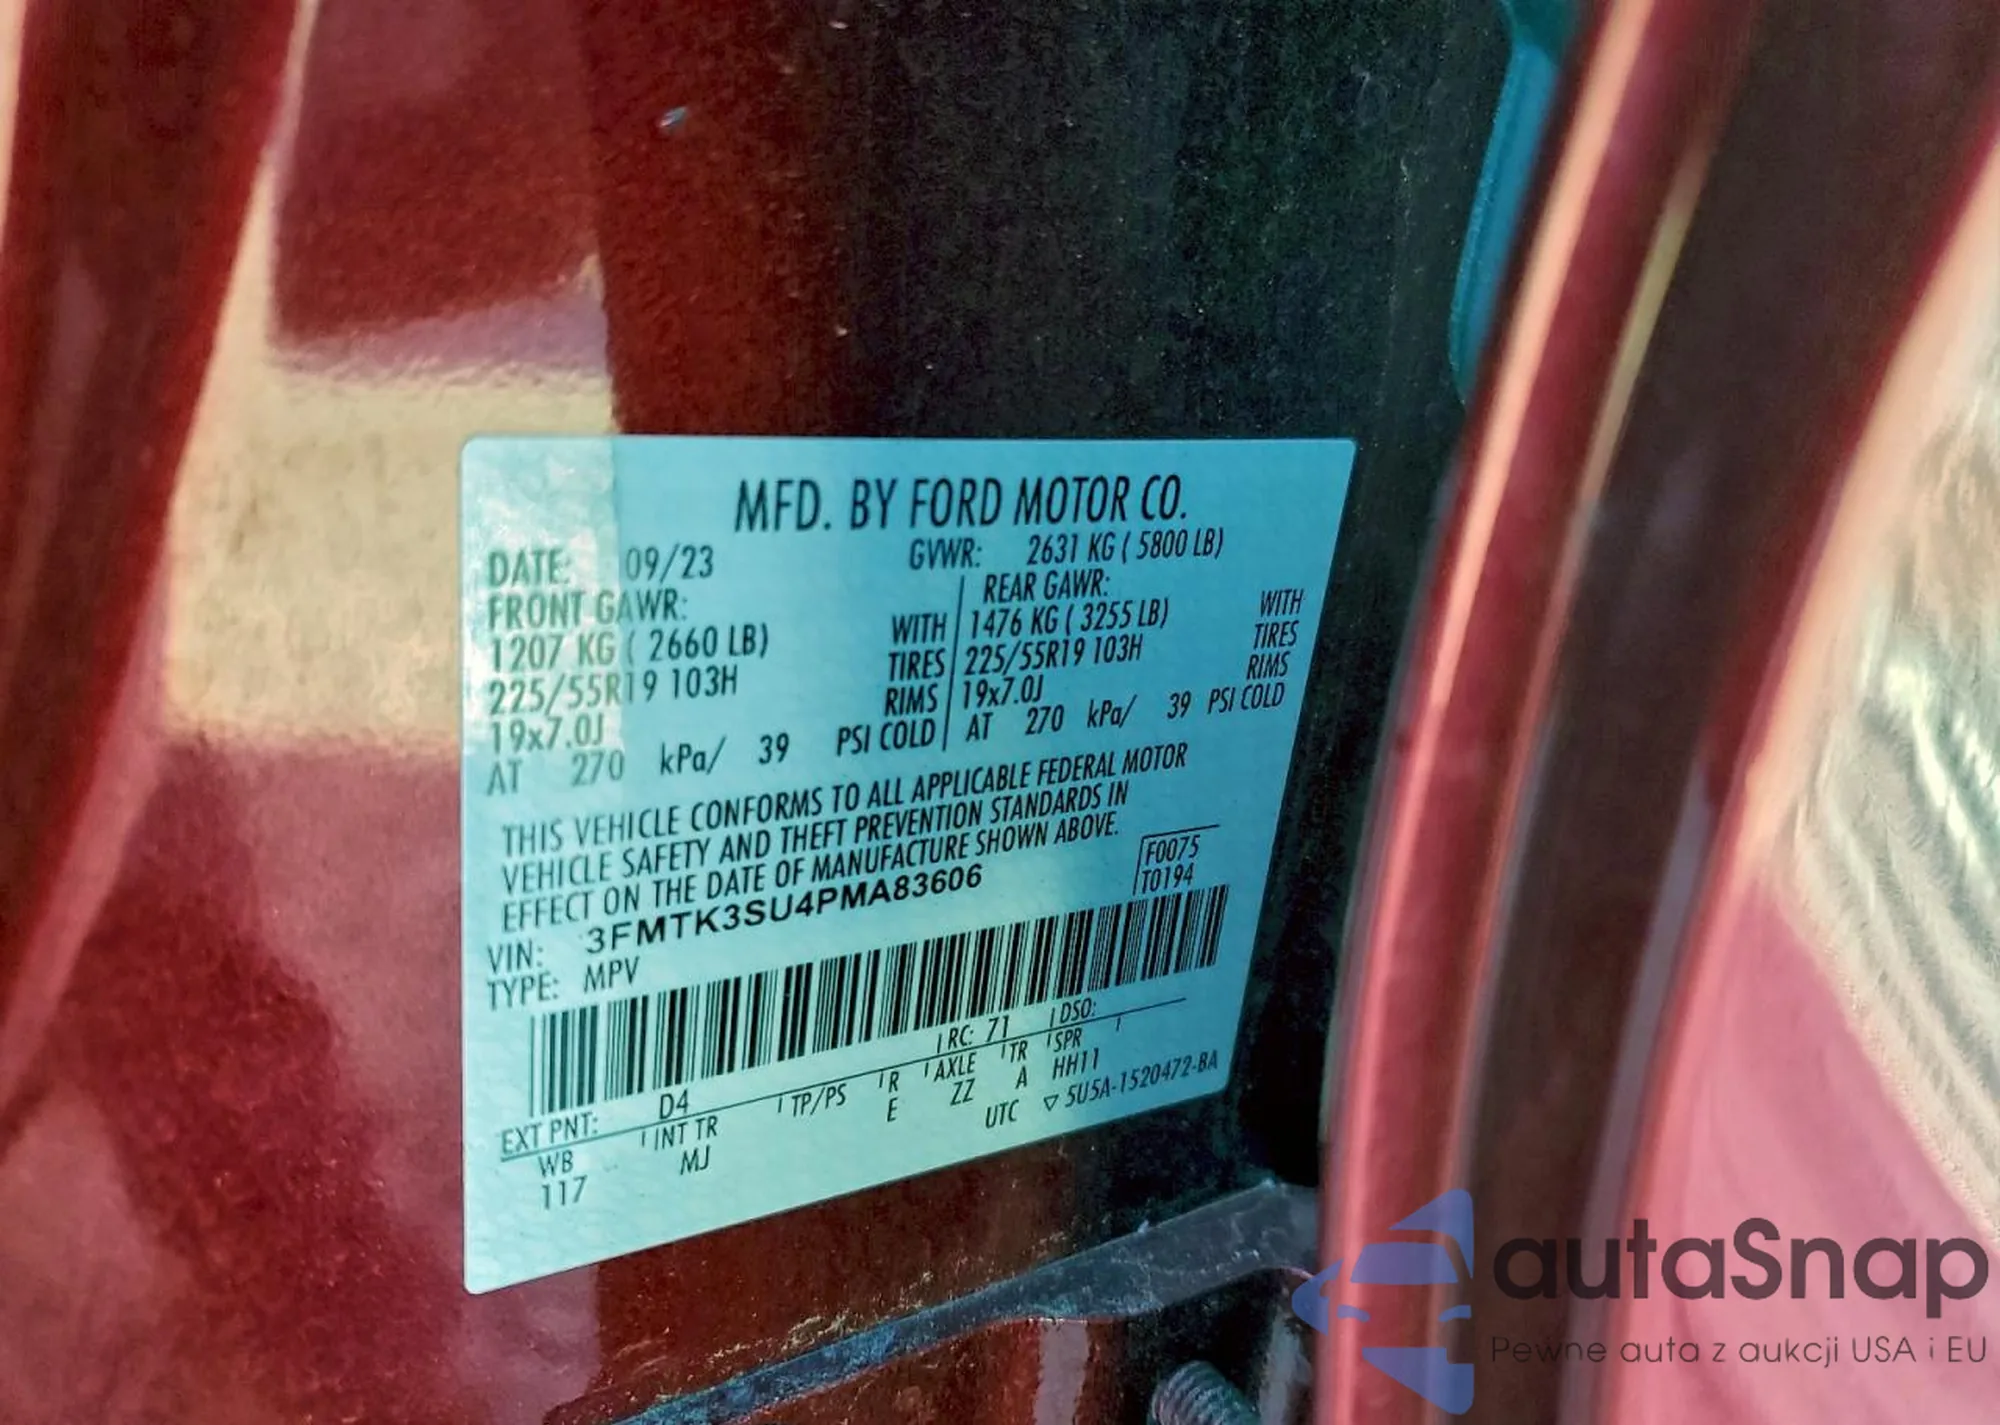 MFD. BY FORD MOTOR CO.
DATE: 09/23 GVWR: 2631 KG ( 5800 LB)
FRONT GAWR: REAR GAWR:
1207 KG ( 2660 LB) WITH 1476 KG ( 3255 LB) WITH
225/55R19 103H TIRES 225/55R19 103H TIRES
19x7.0J RIMS 19x7.0J RIMS
AT 270 kPa/ 39 PSI COLD AT 270 kPa/ 39 PSI COLD
THIS VEHICLE CONFORMS TO ALL APPLICABLE FEDERAL MOTOR
VEHICLE SAFETY AND THEFT PREVENTION STANDARDS IN
EFFECT ON THE DATE OF MANUFACTURE SHOWN ABOVE.
F0075
VIN: 3FMTK3SU4PMA83606 T0194
TYPE: MPV
EXT PNT: D4 RC: 71 DSO:
WB INT TR TP/PS R AXLE TR SPR
117 MJ E ZZ A HH11
UTC ▽ 5U5A-1520472-BA
autaSnap
Pewne auta z aukcji USA i EU